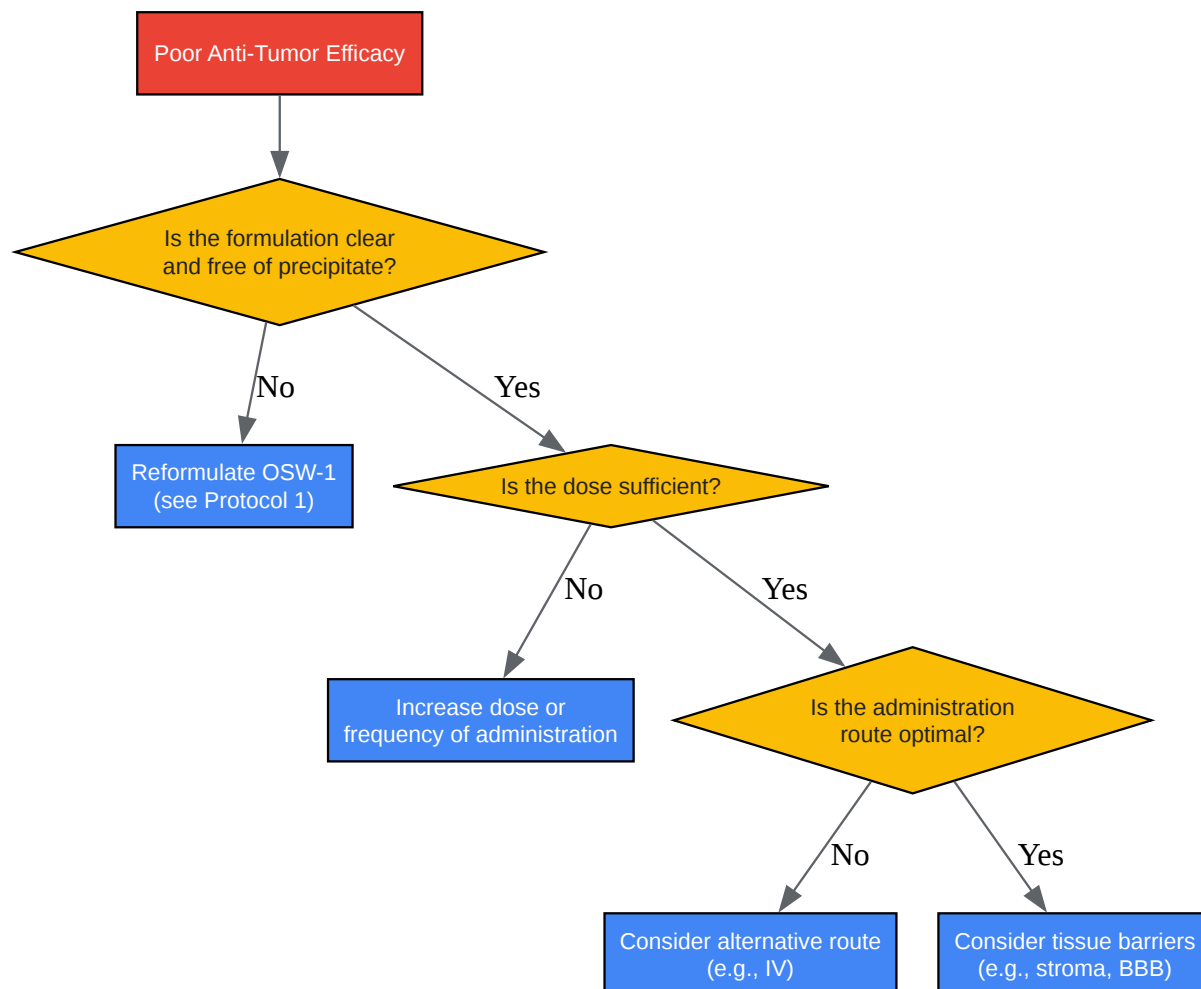 Poor Anti-Tumor Efficacy
Is the formulation clear
and free of precipitate?
No
Yes
Reformulate OSW-1
(see Protocol 1)
Is the dose sufficient?
No
Yes
Increase dose or
frequency of administration
Is the administration
route optimal?
No
Yes
Consider alternative route
(e.g., IV)
Consider tissue barriers
(e.g., stroma, BBB)